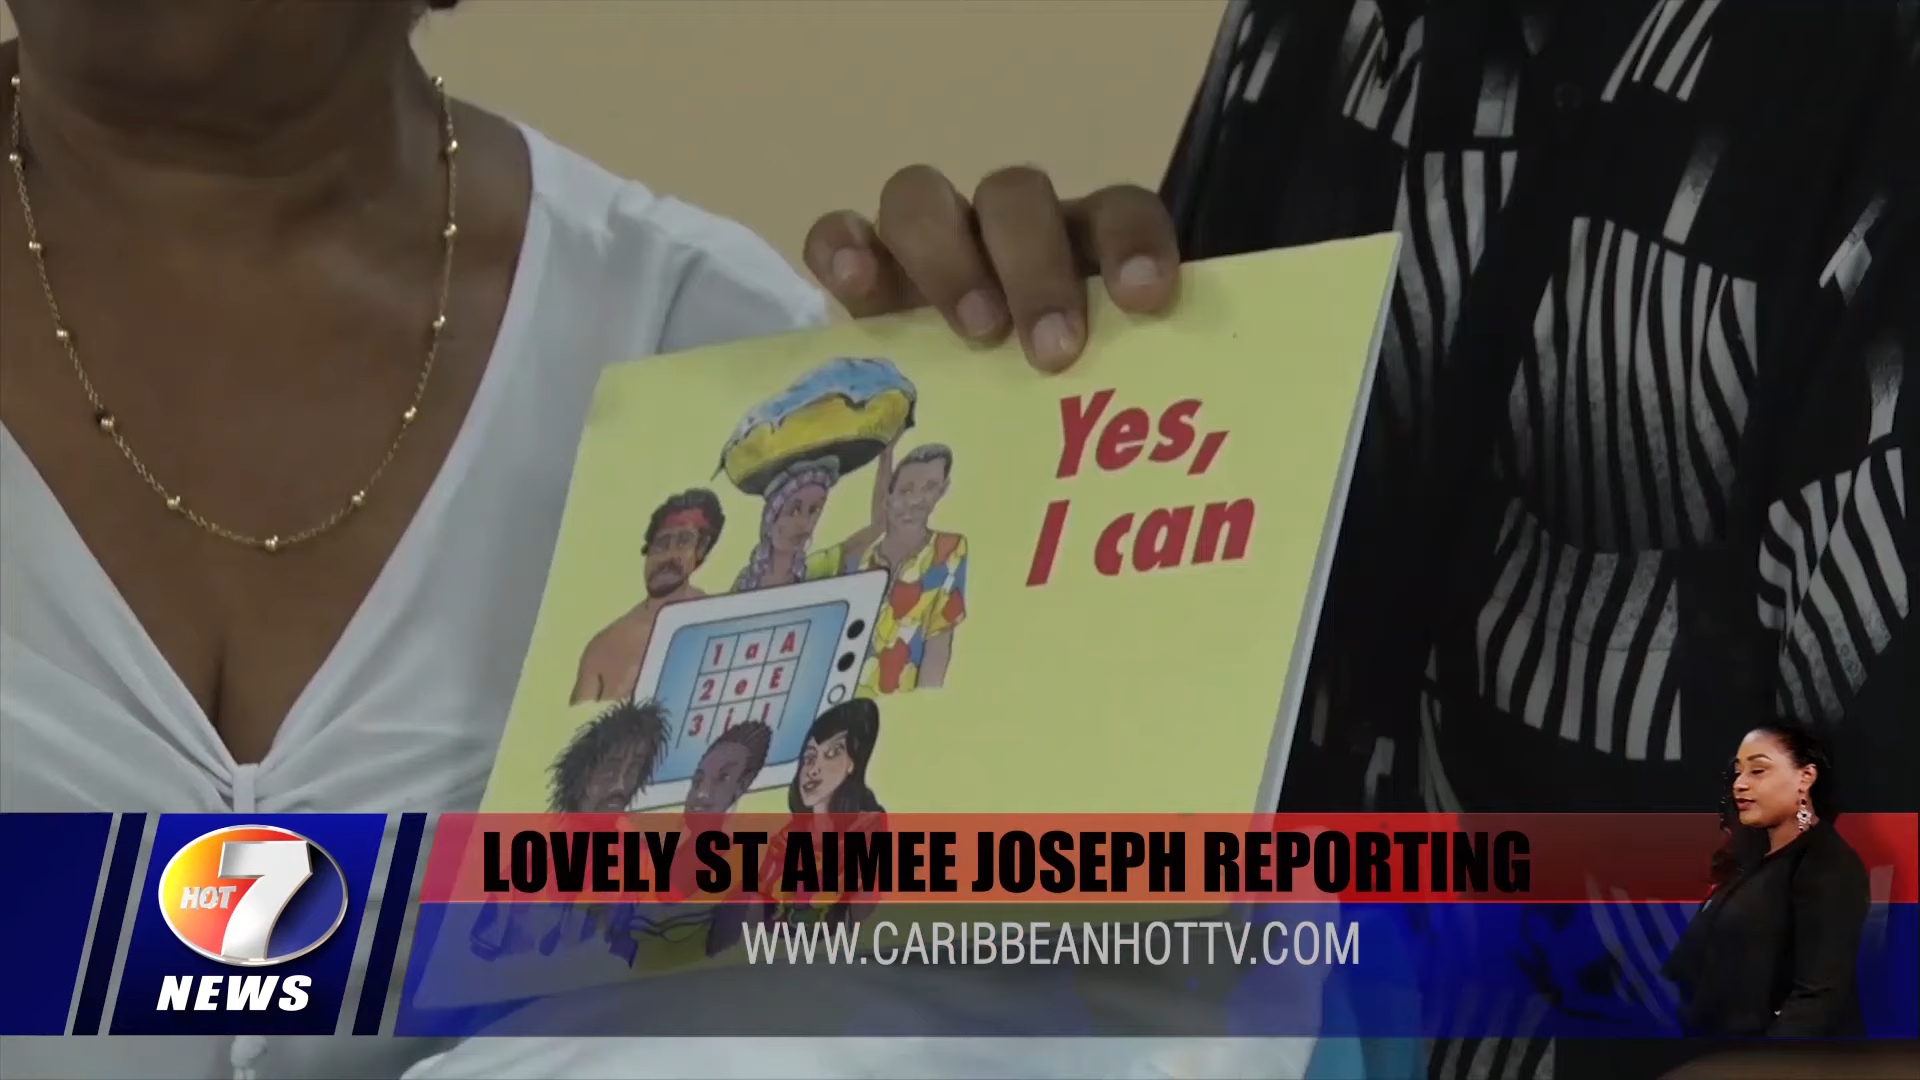 Yes,
I can
1 a A
2 e E
3 i I
LOVELY ST AIMEE JOSEPH REPORTING
WWW.CARIBBEANHOTTV.COM
HOT 7
NEWS